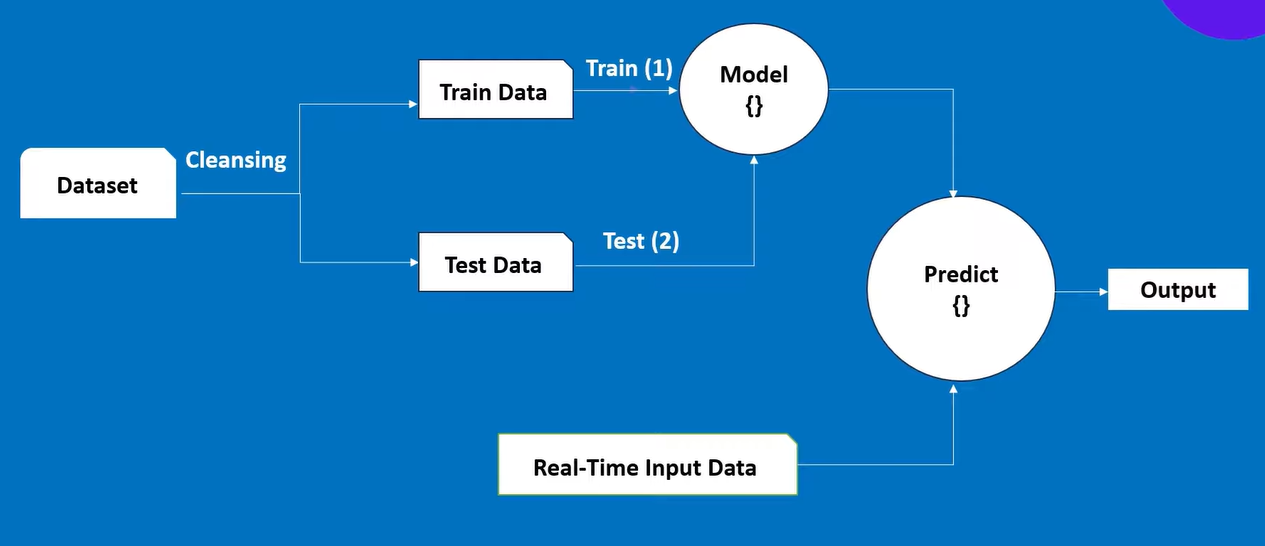 Dataset
Cleansing
Train Data
Train (1)
Model
{}
Test Data
Test (2)
Predict
{}
Output
Real-Time Input Data